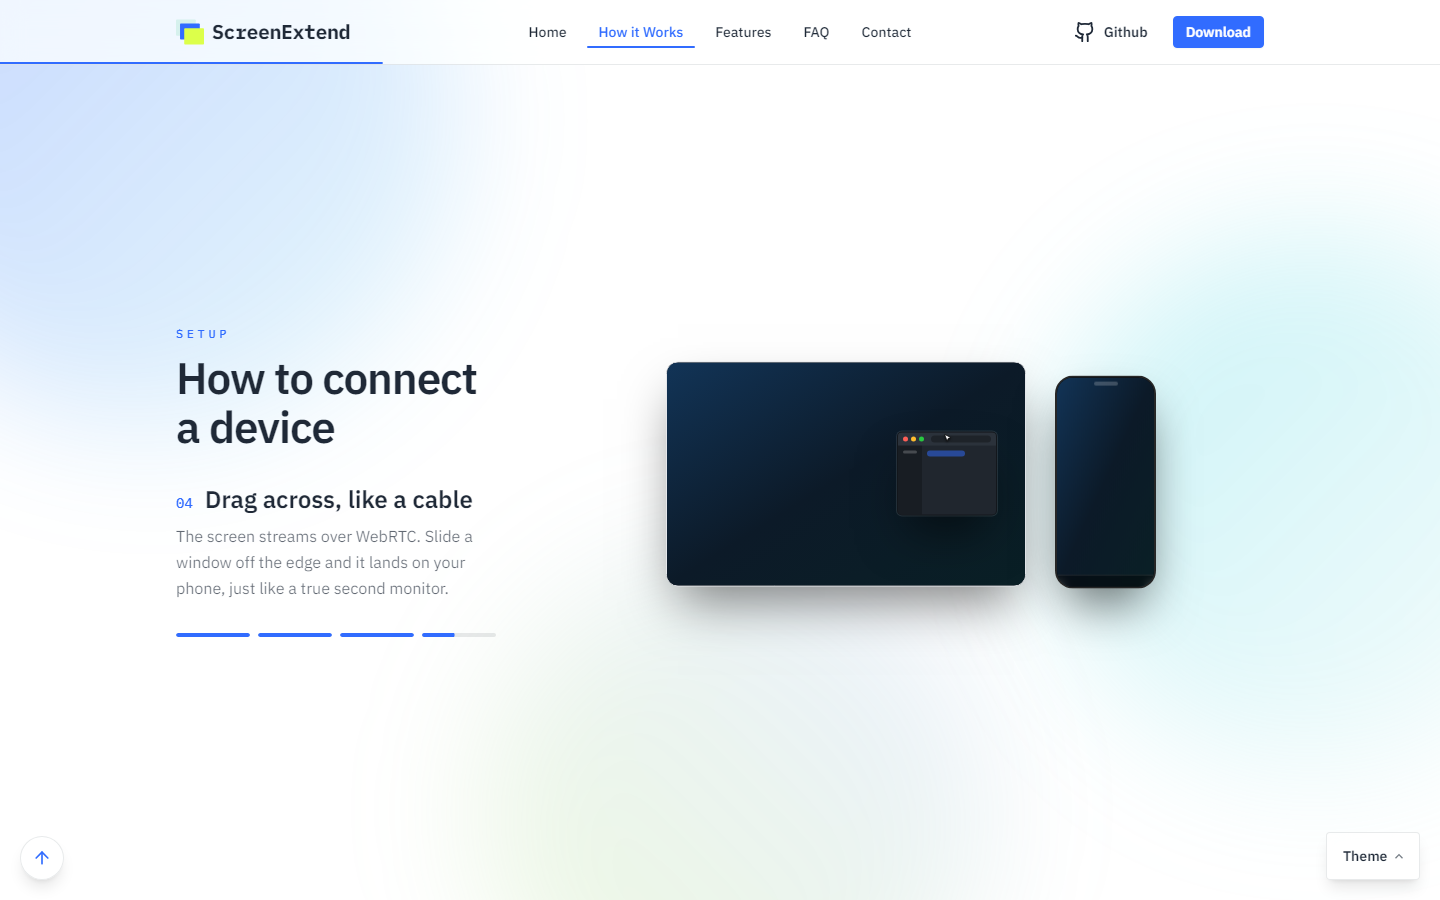 ScreenExtend
Home
How it Works
Features
FAQ
Contact
Github
Download
SETUP
How to connect
a device
04 Drag across, like a cable
The screen streams over WebRTC. Slide a
window off the edge and it lands on your
phone, just like a true second monitor.
Theme